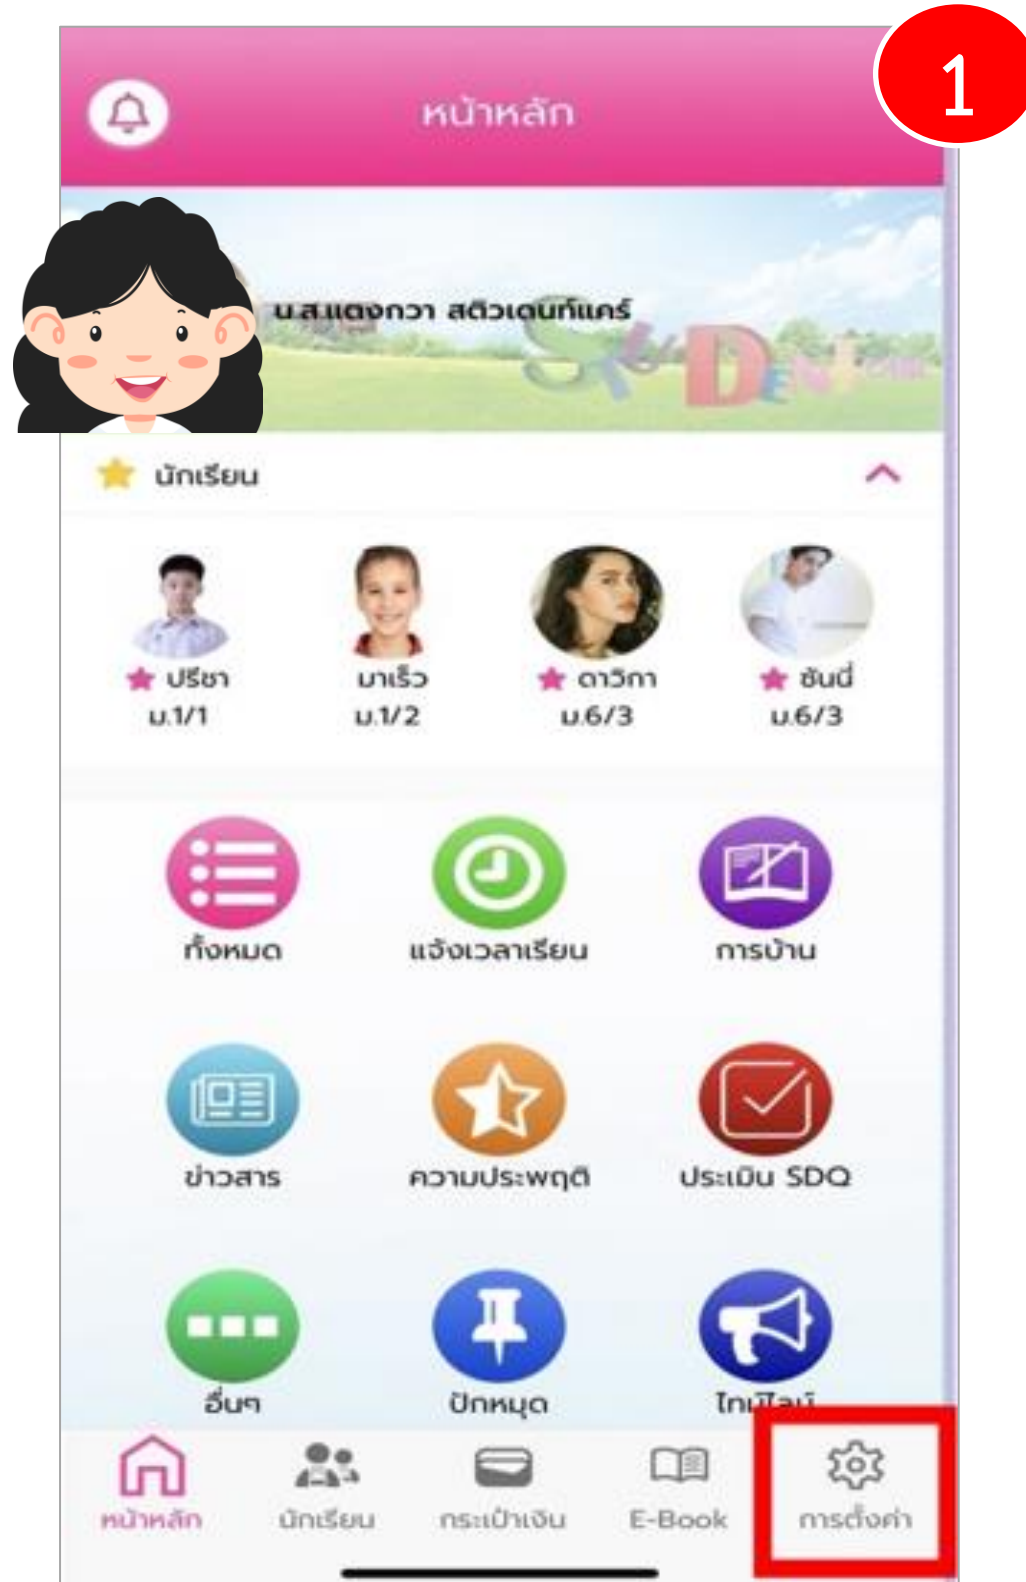 1
หน้าหลัก
น.ส.แตงกวา สติวเดนท์แคร์
STUDENT
นักเรียน
ปรีชา มาเร็ว ดาวิกา ซันนี่
ม.1/1 ม.1/2 ม.6/3 ม.6/3
ทั้งหมด แจ้งเวลาเรียน การบ้าน
ข่าวสาร ความประพฤติ ประเมิน SDQ
อื่นๆ ปักหมุด ไทม์ไลน์
หน้าหลัก นักเรียน กระเป๋าเงิน E-Book การตั้งค่า